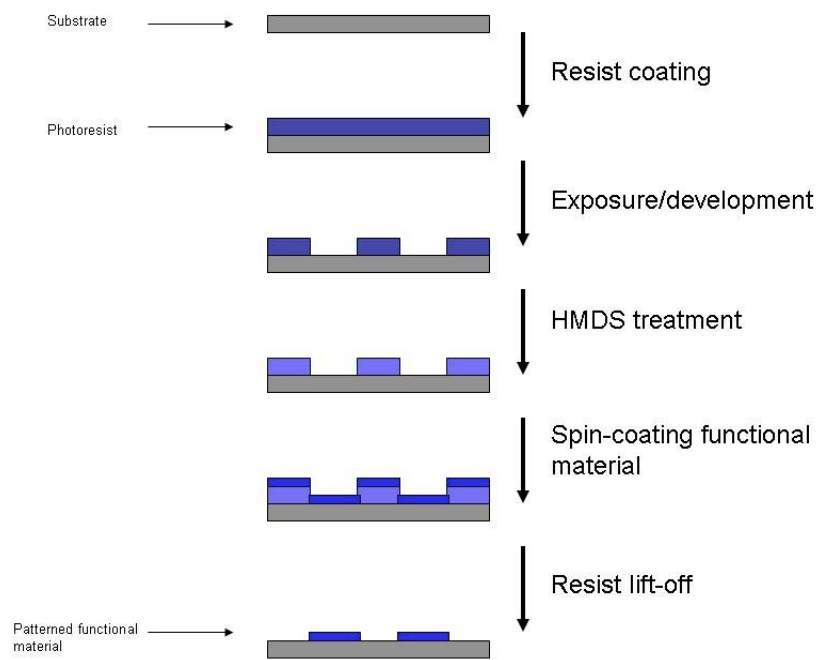 Substrate
Resist coating
Photoresist
Exposure/development
HMDS treatment
Spin-coating functional
material
Resist lift-off
Patterned functional
material